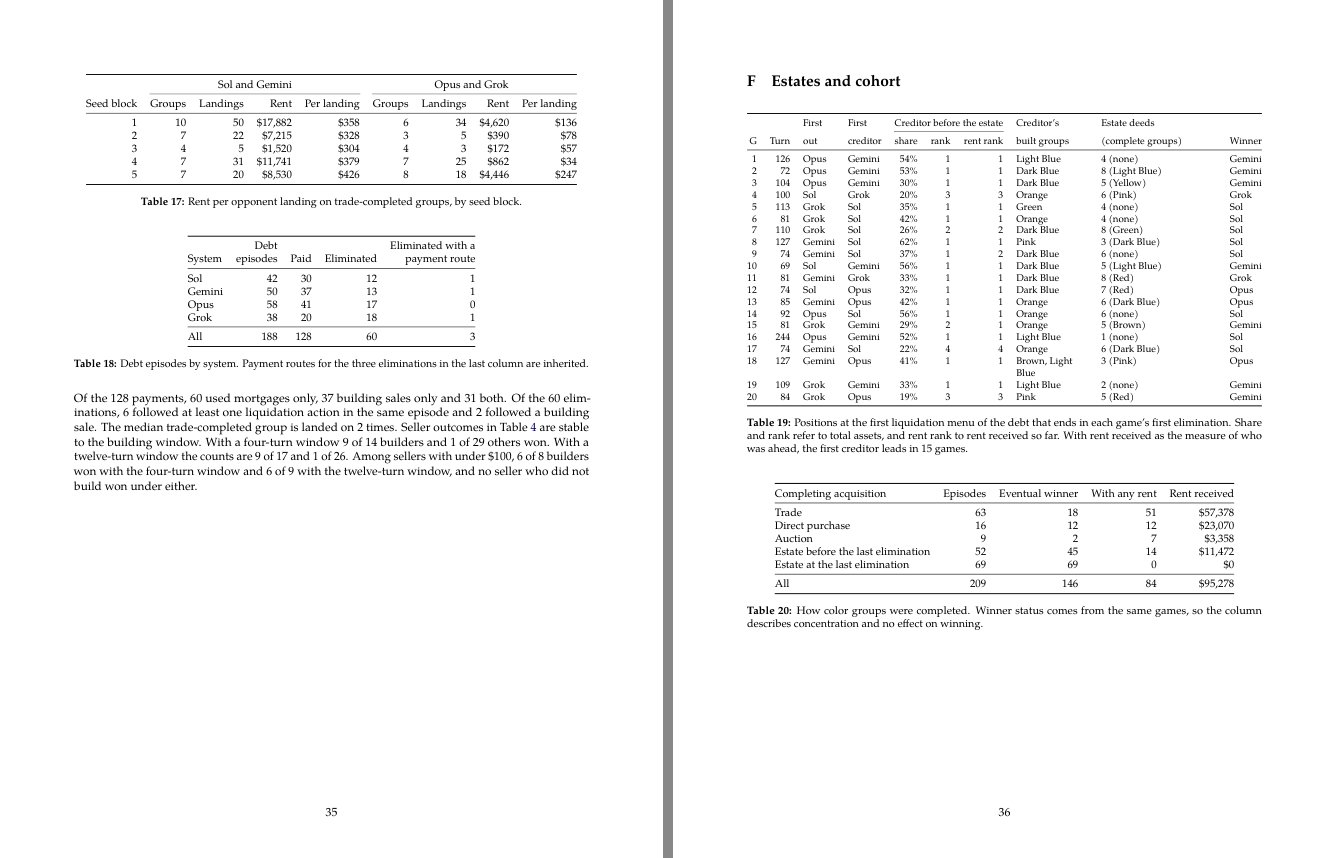 Sol and Gemini Opus and Grok
Seed block Groups Landings Rent Per landing Groups Landings Rent Per landing
1 10 50 $17,882 $358 6 34 $4,620 $136
2 7 22 $7,215 $328 3 5 $390 $78
3 4 5 $1,520 $304 4 3 $172 $57
4 7 31 $11,741 $379 7 25 $862 $34
5 7 20 $8,530 $426 8 18 $4,446 $247
Table 17: Rent per opponent landing on trade-completed groups, by seed block.
Debt Eliminated with a
System episodes Paid Eliminated payment route
Sol 42 30 12 1
Gemini 50 37 13 1
Opus 58 41 17 0
Grok 38 20 18 1
All 188 128 60 3
Table 18: Debt episodes by system. Payment routes for the three eliminations in the last column are inherited.
Of the 128 payments, 60 used mortgages only, 37 building sales only and 31 both. Of the 60 elim-
inations, 6 followed at least one liquidation action in the same episode and 2 followed a building
sale. The median trade-completed group is landed on 2 times. Seller outcomes in Table 4 are stable
to the building window. With a four-turn window 9 of 14 builders and 1 of 29 others won. With a
twelve-turn window the counts are 9 of 17 and 1 of 26. Among sellers with under $100, 6 of 8 builders
won with the four-turn window and 6 of 9 with the twelve-turn window, and no seller who did not
build won under either.
35
F Estates and cohort
First First Creditor before the estate Creditor's Estate deeds
G Turn out creditor share rank rent rank built groups (complete groups) Winner
1 126 Opus Gemini 54% 1 1 Light Blue 4 (none) Gemini
2 72 Opus Gemini 53% 1 1 Dark Blue 8 (Light Blue) Gemini
3 104 Opus Gemini 30% 1 1 Dark Blue 5 (Yellow) Gemini
4 100 Sol Grok 20% 3 3 Orange 6 (Pink) Grok
5 113 Grok Sol 35% 1 1 Green 4 (none) Sol
6 81 Grok Sol 42% 1 1 Orange 4 (none) Sol
7 110 Grok Sol 26% 2 2 Dark Blue 8 (Green) Sol
8 127 Gemini Sol 62% 1 1 Pink 3 (Dark Blue) Sol
9 74 Gemini Sol 37% 1 2 Dark Blue 6 (none) Sol
10 69 Sol Gemini 56% 1 1 Dark Blue 5 (Light Blue) Gemini
11 81 Gemini Grok 33% 1 1 Dark Blue 8 (Red) Grok
12 74 Sol Opus 32% 1 1 Dark Blue 7 (Red) Opus
13 85 Gemini Opus 42% 1 1 Orange 6 (Dark Blue) Opus
14 92 Opus Sol 56% 1 1 Orange 6 (none) Sol
15 81 Grok Gemini 29% 2 1 Orange 5 (Brown) Gemini
16 244 Opus Gemini 52% 1 1 Light Blue 1 (none) Sol
17 74 Gemini Sol 22% 4 4 Orange 6 (Dark Blue) Sol
18 127 Gemini Opus 41% 1 1 Brown, Light 3 (Pink) Opus
Blue
19 109 Grok Gemini 33% 1 1 Light Blue 2 (none) Gemini
20 84 Grok Opus 19% 3 3 Pink 5 (Red) Gemini
Table 19: Positions at the first liquidation menu of the debt that ends in each game's first elimination. Share
and rank refer to total assets, and rent rank to rent received so far. With rent received as the measure of who
was ahead, the first creditor leads in 15 games.
Completing acquisition Episodes Eventual winner With any rent Rent received
Trade 63 18 51 $57,378
Direct purchase 16 12 12 $23,070
Auction 9 2 7 $3,358
Estate before the last elimination 52 45 14 $11,472
Estate at the last elimination 69 69 0 $0
All 209 146 84 $95,278
Table 20: How color groups were completed. Winner status comes from the same games, so the column
describes concentration and no effect on winning.
36